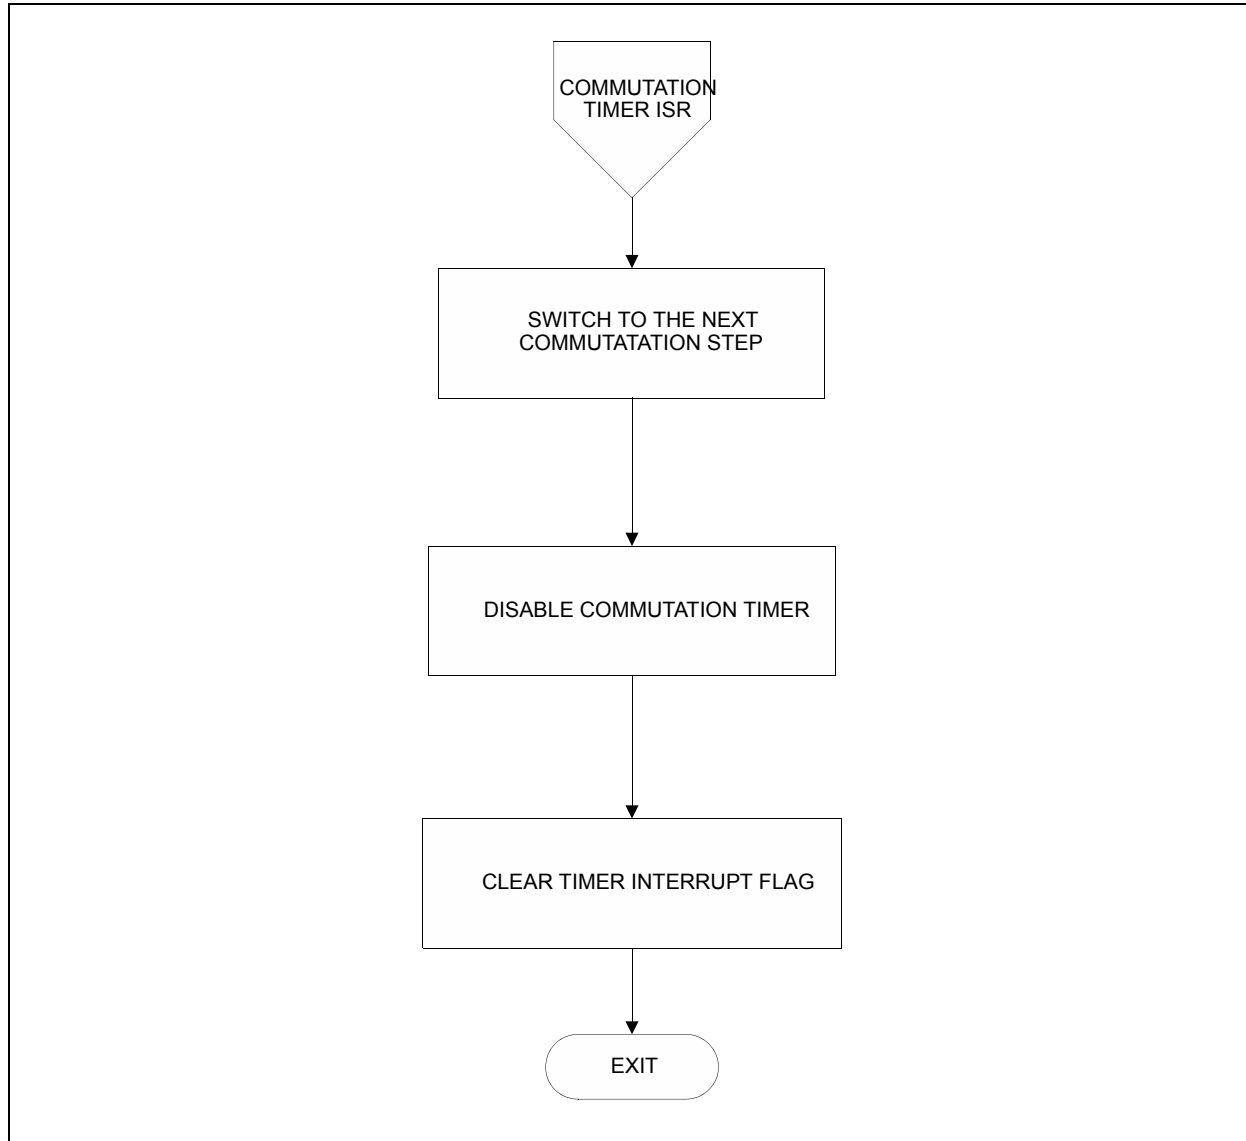 COMMUTATION
TIMER ISR
SWITCH TO THE NEXT
COMMUTATATION STEP
DISABLE COMMUTATION TIMER
CLEAR TIMER INTERRUPT FLAG
EXIT